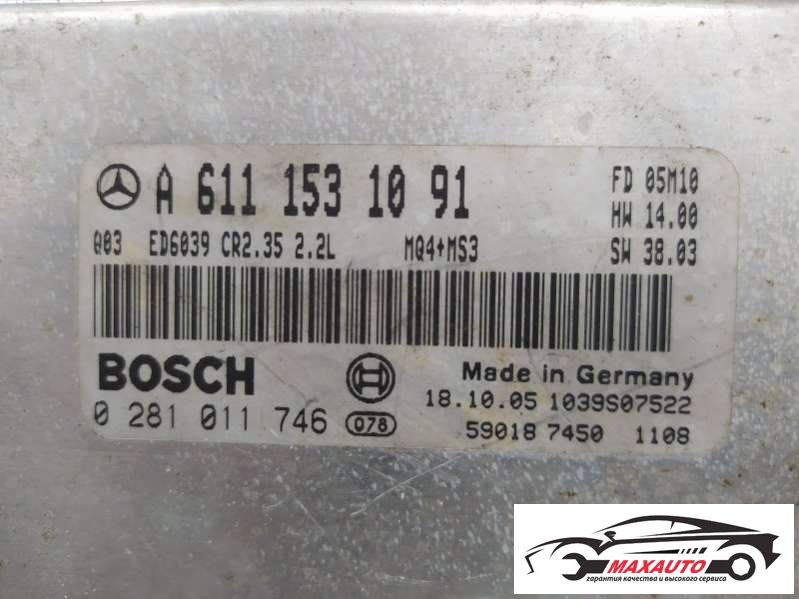 A 611 153 10 91
FD 05M10
HW 14.00
Q03 ED6039 CR2.35 2.2L MQ4+MS3 SW 38.03
BOSCH
Made in Germany
0 281 011 746 078
18.10.05 1039S07522
59018 7450 1108
MAXAUTO
гарантия качества и высокого сервиса